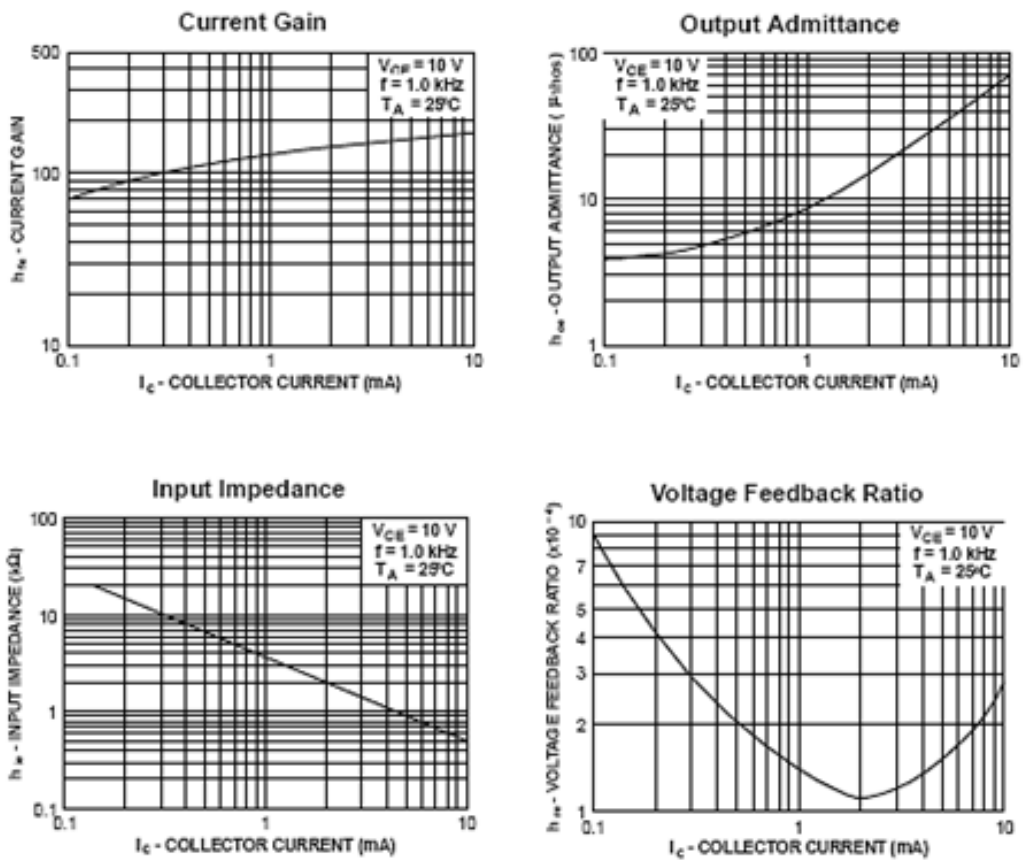 Current Gain
500
100
10
0.1
1
10
V_CE = 10 V
f = 1.0 kHz
T_A = 25°C
h_fe - CURRENT GAIN
I_C - COLLECTOR CURRENT (mA)
Output Admittance
100
10
1
0.1
1
10
V_CE = 10 V
f = 1.0 kHz
T_A = 25°C
h_oe - OUTPUT ADMITTANCE (μmhos)
I_C - COLLECTOR CURRENT (mA)
Input Impedance
100
10
1
0.1
0.1
1
10
V_CE = 10 V
f = 1.0 kHz
T_A = 25°C
h_ie - INPUT IMPEDANCE (kΩ)
I_C - COLLECTOR CURRENT (mA)
Voltage Feedback Ratio
10
7
5
4
3
2
1
0.1
1
10
V_CE = 10 V
f = 1.0 kHz
T_A = 25°C
h_re - VOLTAGE FEEDBACK RATIO (x10⁻⁴)
I_C - COLLECTOR CURRENT (mA)